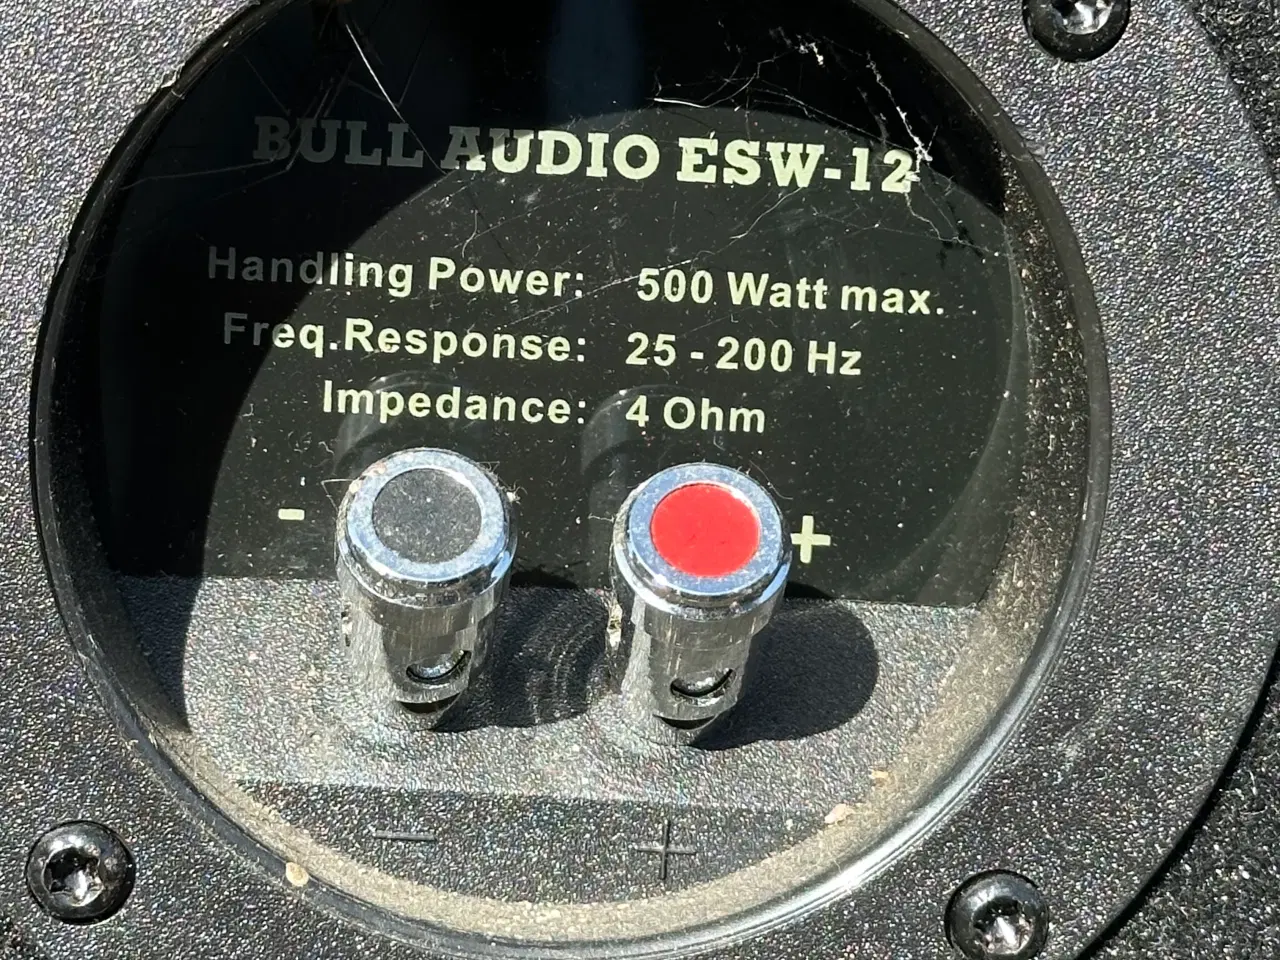 BULL AUDIO ESW-12
Handling Power: 500 Watt max.
Freq.Response: 25 - 200 Hz
Impedance: 4 Ohm
- +
- +